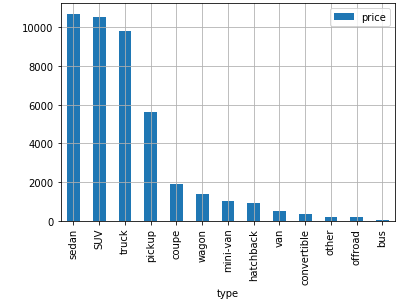 price
10000
8000
6000
4000
2000
0
sedan
SUV
truck
pickup
coupe
wagon
mini-van
hatchback
van
convertible
other
offroad
bus
type